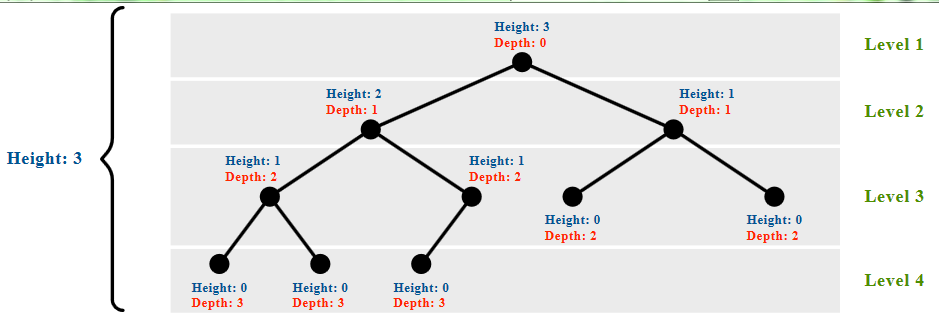 Height: 3
Depth: 0
Level 1
Height: 2
Depth: 1
Height: 1
Depth: 1
Level 2
Height: 3
Height: 1
Depth: 2
Height: 1
Depth: 2
Level 3
Height: 0
Depth: 2
Height: 0
Depth: 2
Level 4
Height: 0
Depth: 3
Height: 0
Depth: 3
Height: 0
Depth: 3